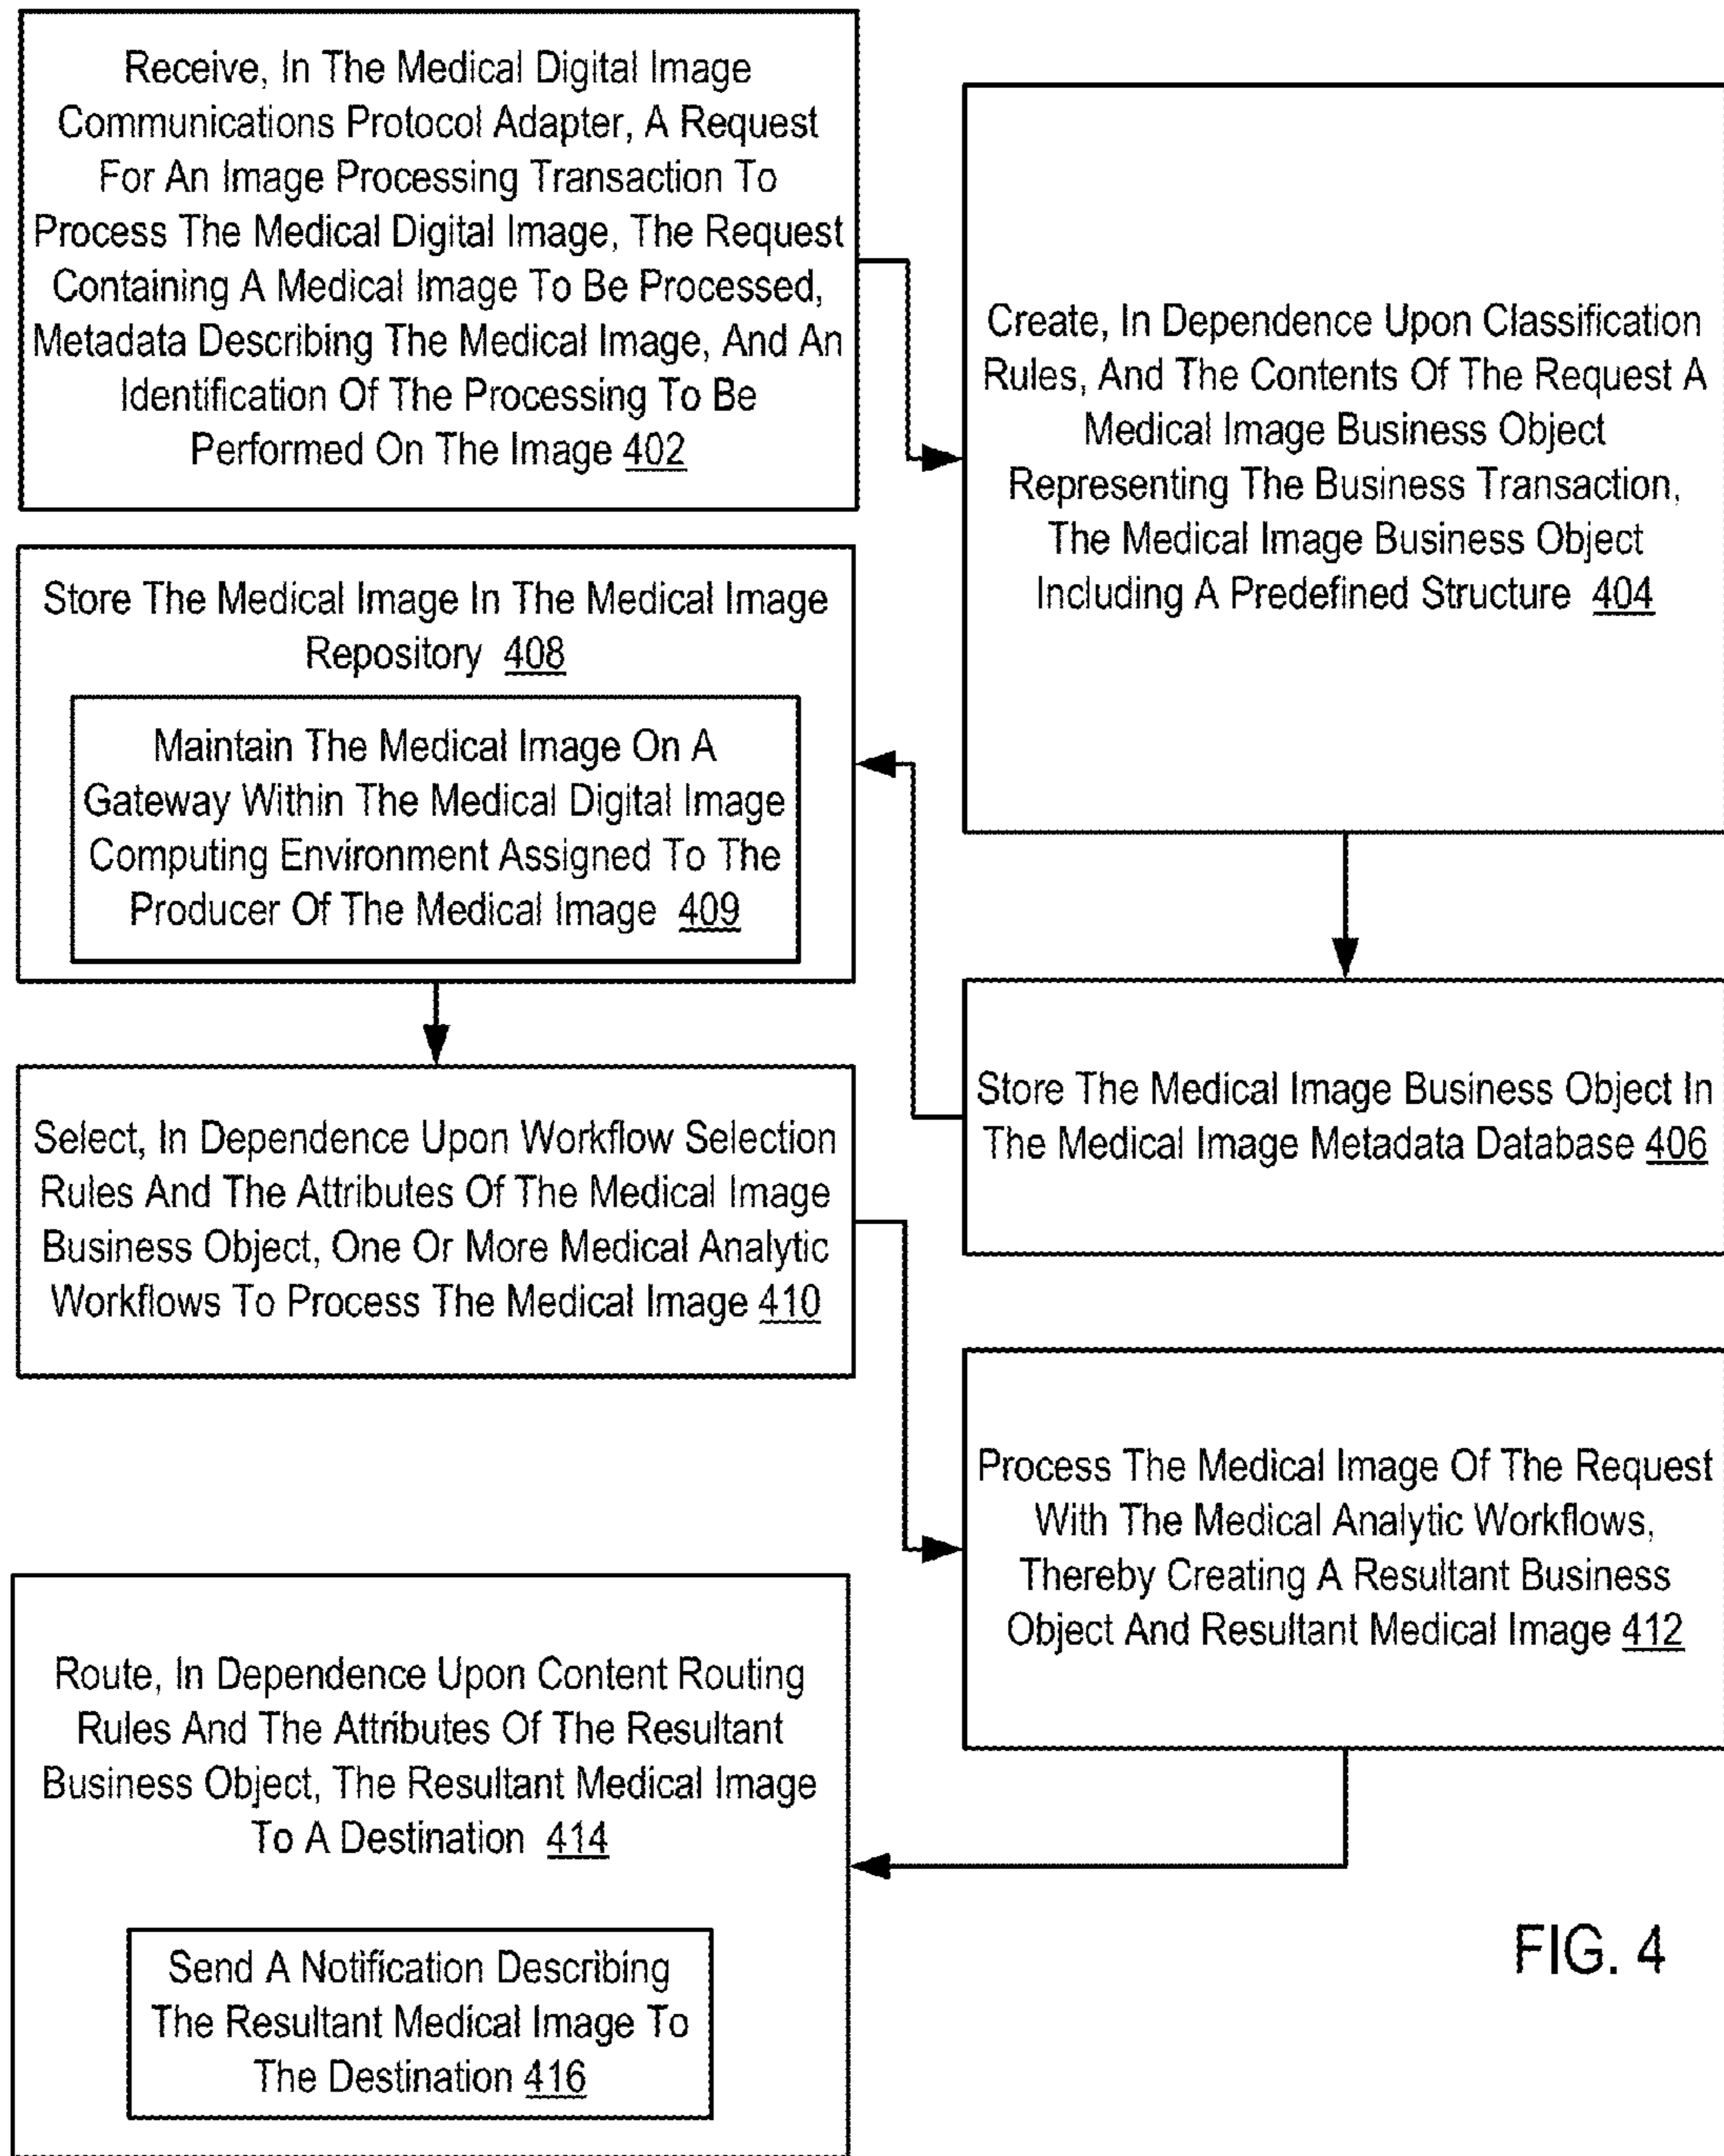 Receive, In The Medical Digital Image
Communications Protocol Adapter, A Request
For An Image Processing Transaction To
Process The Medical Digital Image, The Request
Containing A Medical Image To Be Processed,
Metadata Describing The Medical Image, And An
Identification Of The Processing To Be
Performed On The Image 402
Create, In Dependence Upon Classification
Rules, And The Contents Of The Request A
Medical Image Business Object
Representing The Business Transaction,
The Medical Image Business Object
Including A Predefined Structure 404
Store The Medical Image Business Object In
The Medical Image Metadata Database 406
Store The Medical Image In The Medical Image
Repository 408
Maintain The Medical Image On A
Gateway Within The Medical Digital Image
Computing Environment Assigned To The
Producer Of The Medical Image 409
Select, In Dependence Upon Workflow Selection
Rules And The Attributes Of The Medical Image
Business Object, One Or More Medical Analytic
Workflows To Process The Medical Image 410
Process The Medical Image Of The Request
With The Medical Analytic Workflows,
Thereby Creating A Resultant Business
Object And Resultant Medical Image 412
Route, In Dependence Upon Content Routing
Rules And The Attributes Of The Resultant
Business Object, The Resultant Medical Image
To A Destination 414
Send A Notification Describing
The Resultant Medical Image To
The Destination 416
FIG. 4